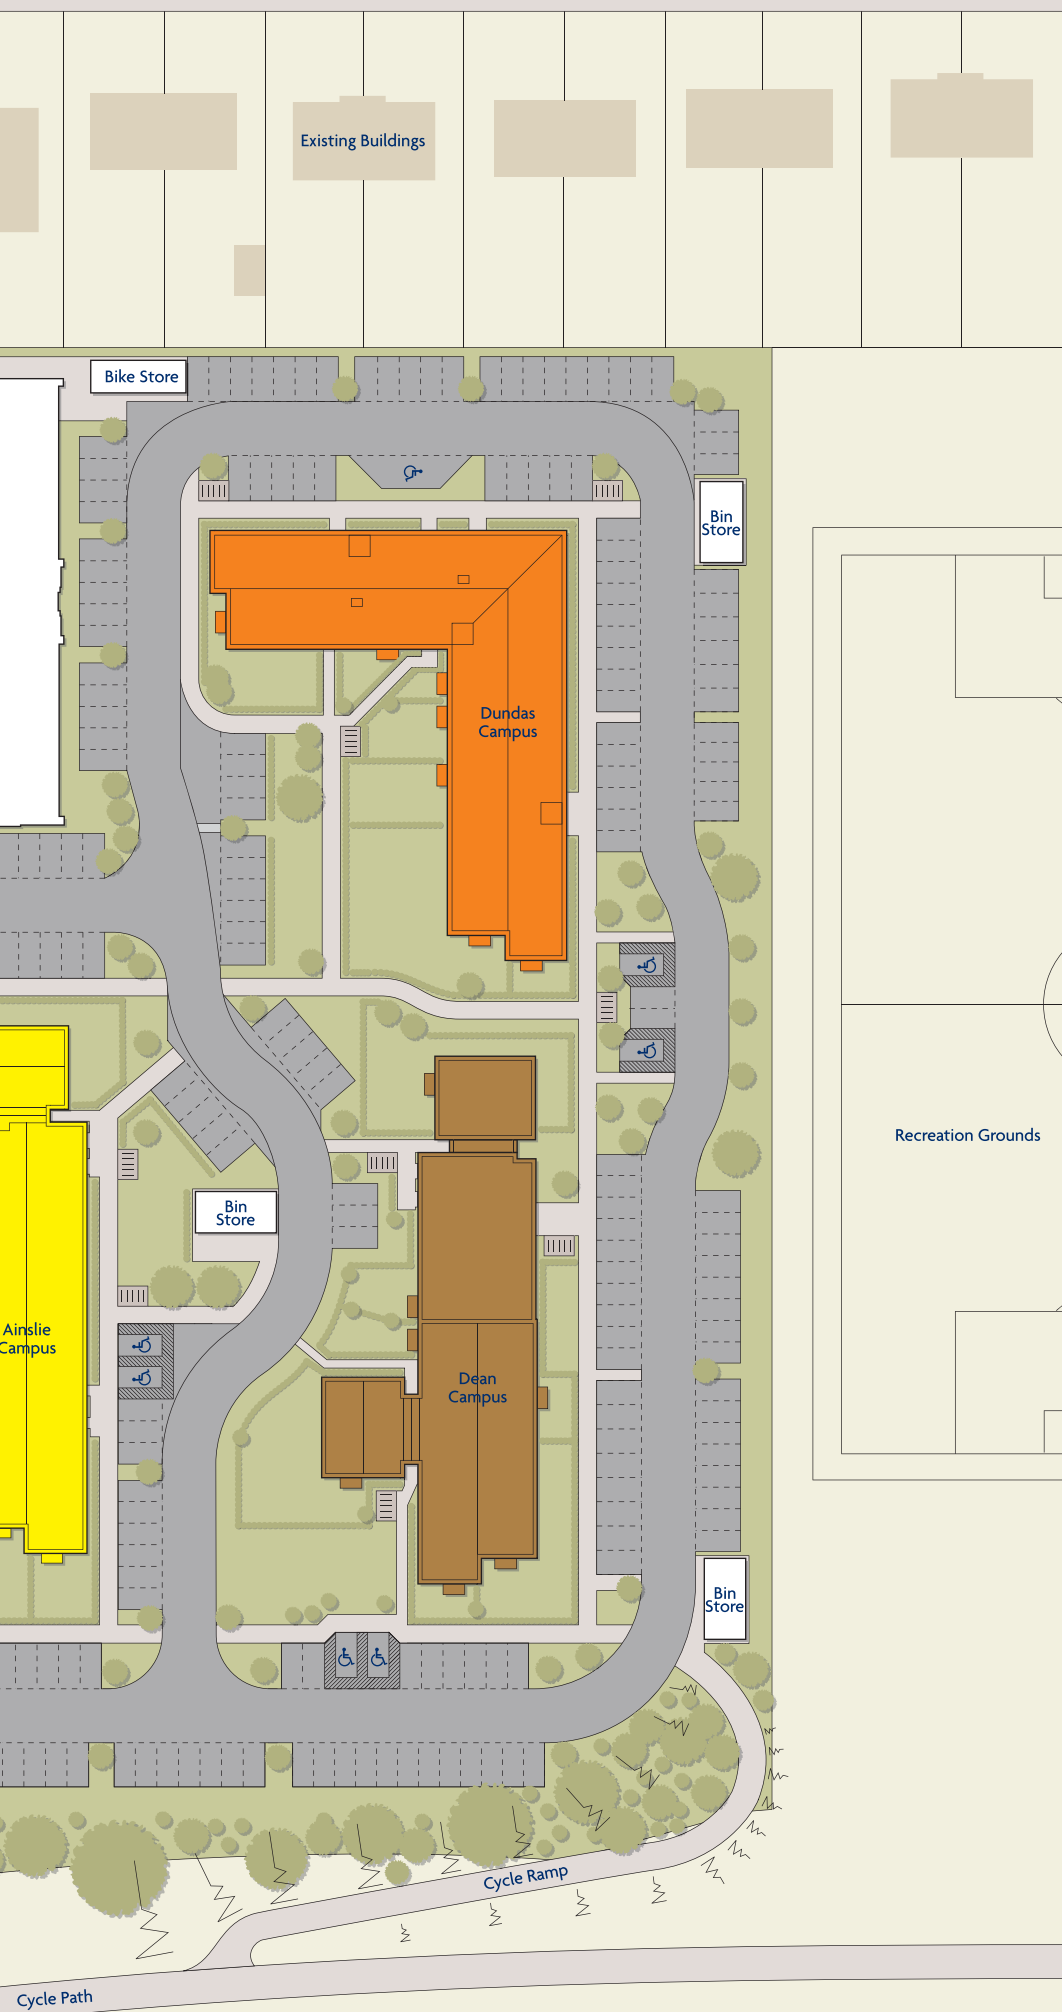 Existing Buildings
Bike Store
Bin
Store
Dundas
Campus
Recreation Grounds
Bin
Store
Ainslie
Campus
Dean
Campus
Bin
Store
Cycle Ramp
Cycle Path